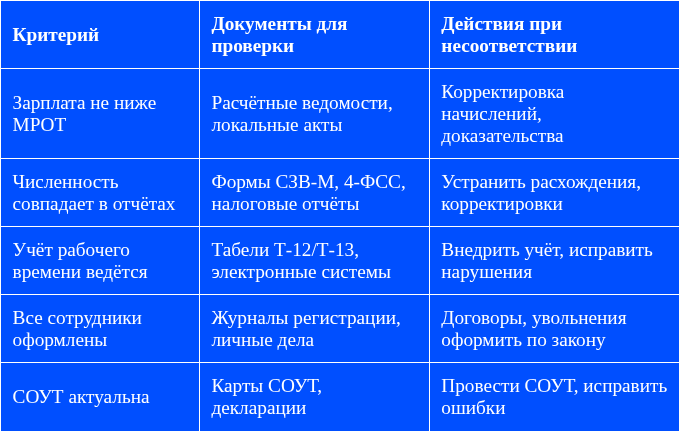 Критерий
Документы для
проверки
Действия при
несоответствии
Зарплата не ниже
МРОТ
Расчётные ведомости,
локальные акты
Корректировка
начислений,
доказательства
Численность
совпадает в отчётах
Формы СЗВ-М, 4-ФСС,
налоговые отчёты
Устранить расхождения,
корректировки
Учёт рабочего
времени ведётся
Табели Т-12/Т-13,
электронные системы
Внедрить учёт, исправить
нарушения
Все сотрудники
оформлены
Журналы регистрации,
личные дела
Договоры, увольнения
оформить по закону
СОУТ актуальна
Карты СОУТ,
декларации
Провести СОУТ, исправить
ошибки